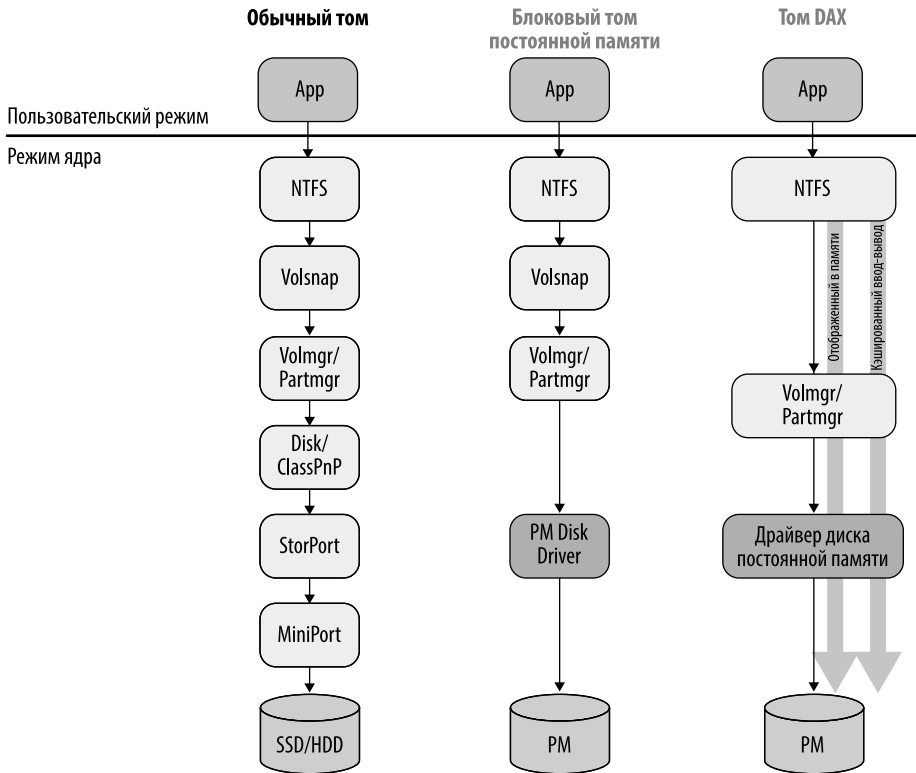 Обычный том
Блоковый том
постоянной памяти
Том DAX
App
App
App
Пользовательский режим
Режим ядра
NTFS
NTFS
NTFS
Volsnap
Volsnap
Отображенный в памяти
Кэшированный ввод-вывод
Volmgr/
Partmgr
Volmgr/
Partmgr
Volmgr/
Partmgr
Disk/
ClassPnP
StorPort
PM Disk
Driver
Драйвер диска
постоянной памяти
MiniPort
SSD/HDD
PM
PM